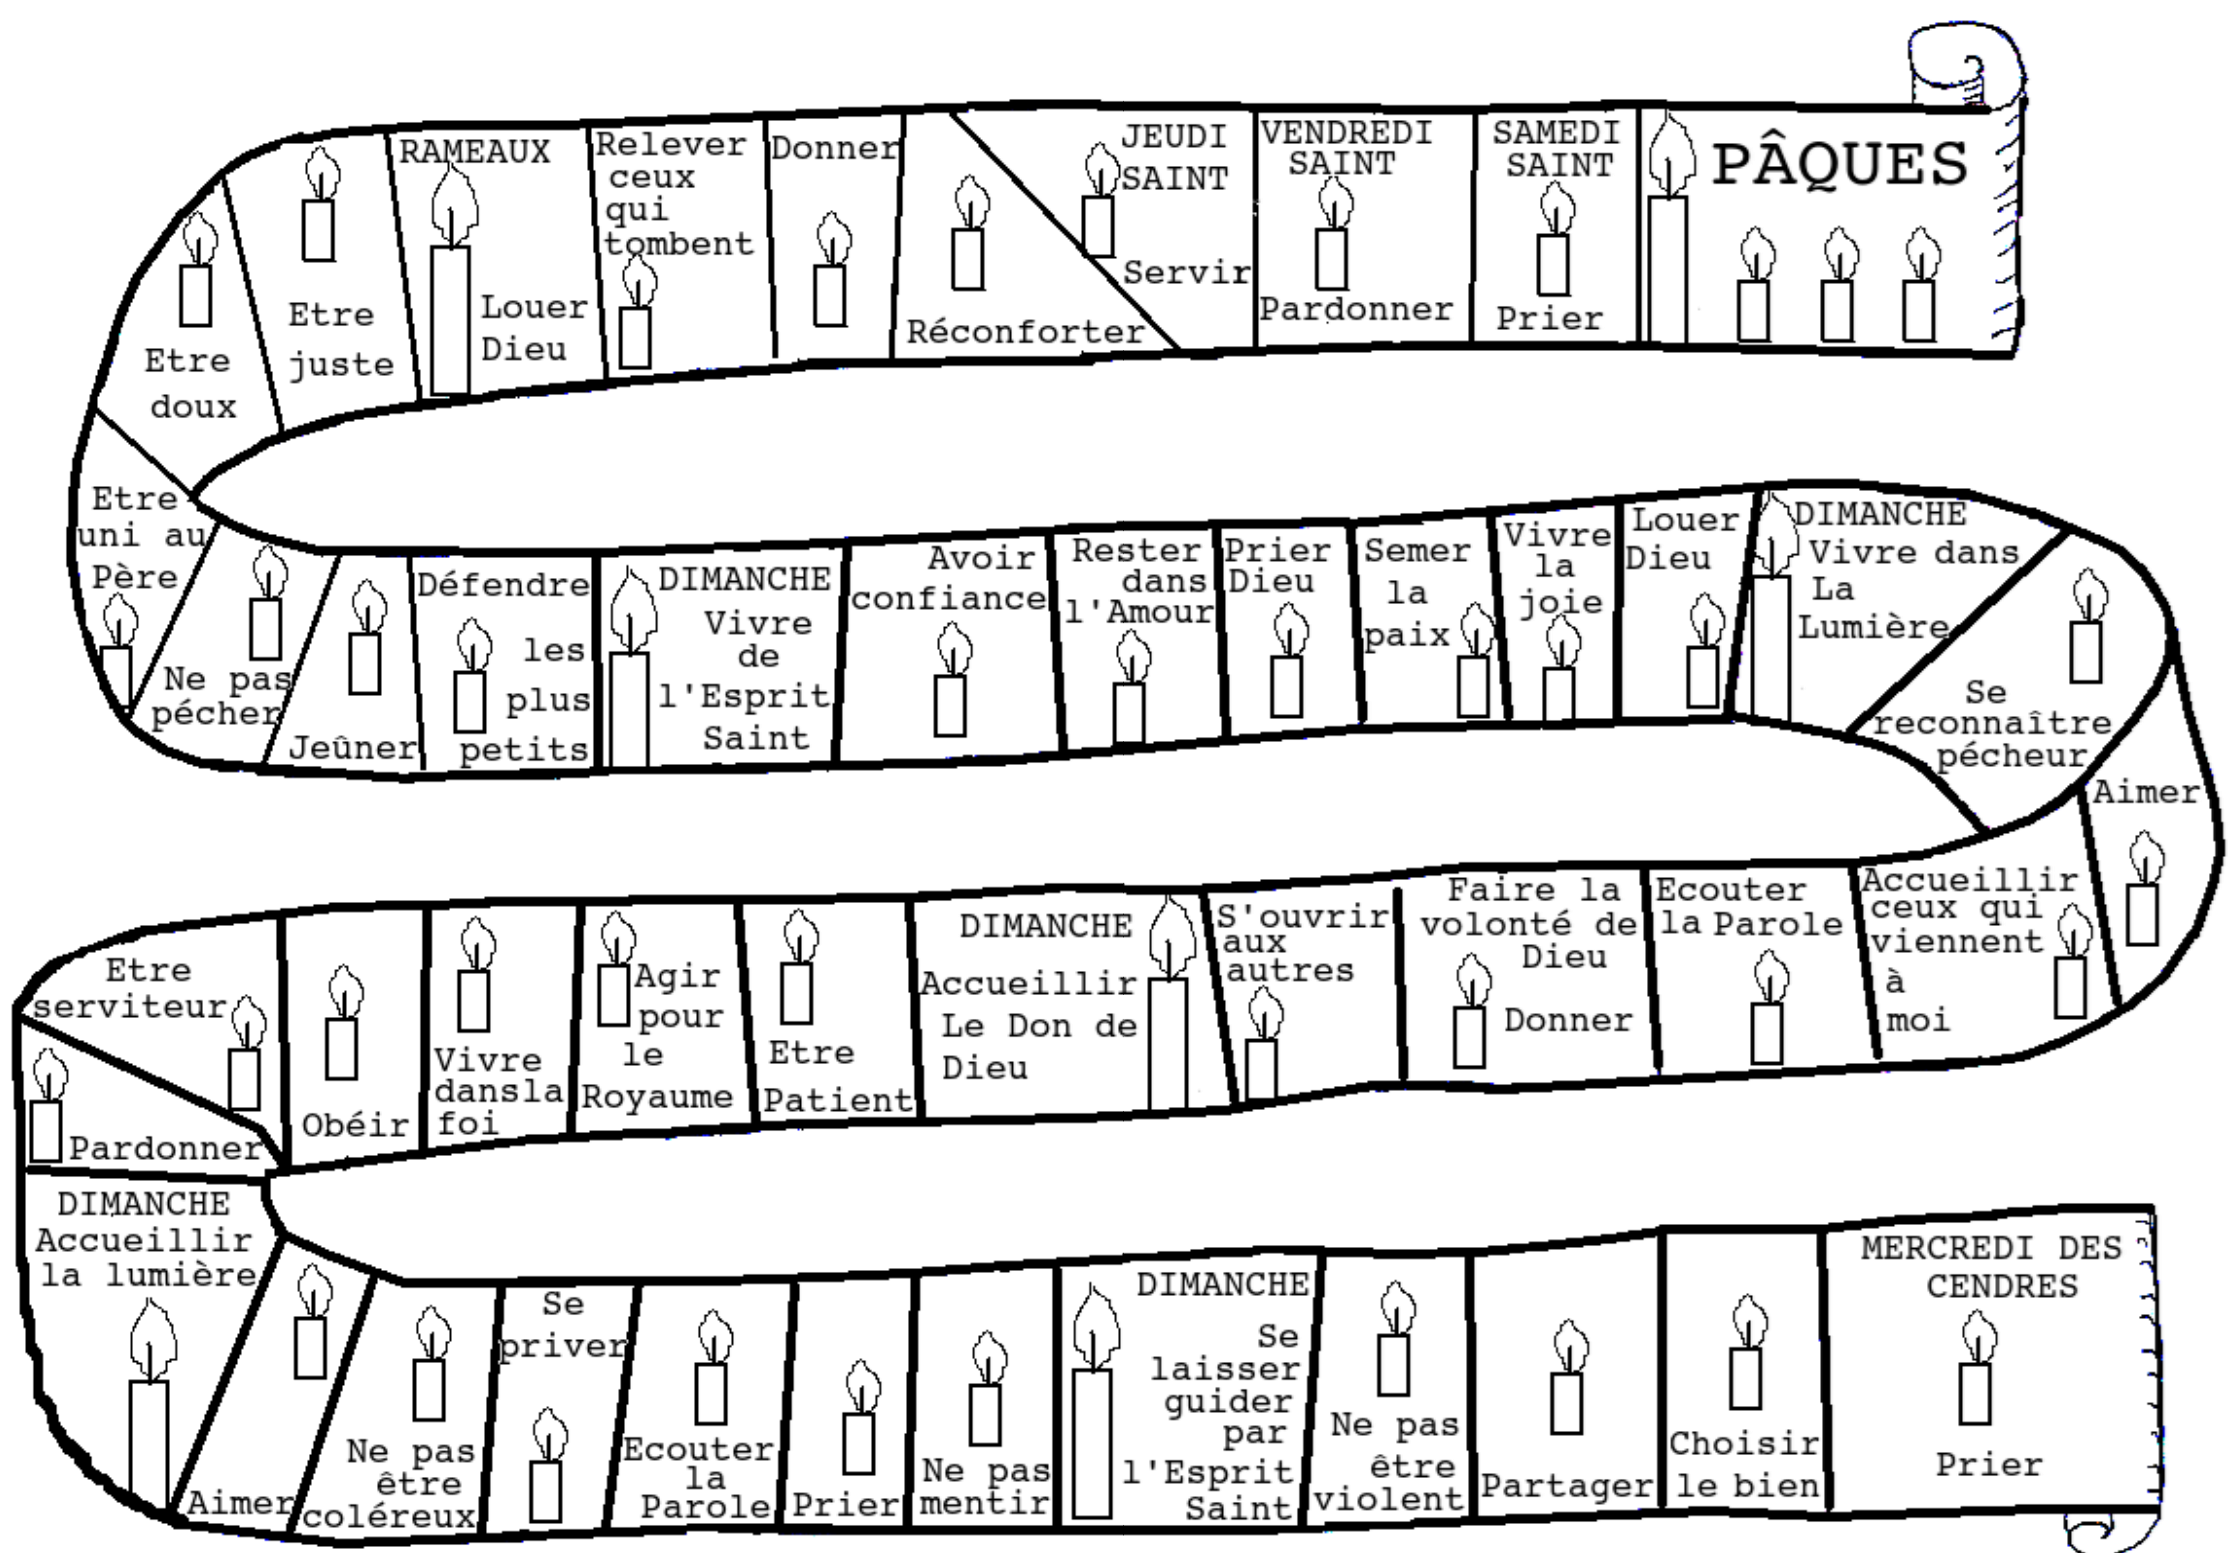 RAMEAUX
Louer
Dieu
Relever
ceux
qui
tombent
Donner
Réconforter
JEUDI
SAINT
Servir
VENDREDI
SAINT
Pardonner
SAMEDI
SAINT
Prier
PÂQUES
Etre
juste
Etre
doux
Etre
uni au
Père
Ne pas
pécher
Jeûner
Défendre
les
plus
petits
DIMANCHE
Vivre
de
l'Esprit
Saint
Avoir
confiance
Rester
dans
l'Amour
Prier
Dieu
Semer
la
paix
Vivre
la
joie
Louer
Dieu
DIMANCHE
Vivre dans
La
Lumière
Se
reconnaître
pécheur
Aimer
Accueillir
ceux qui
viennent
à
moi
Ecouter
la Parole
Faire la
volonté de
Dieu
Donner
S'ouvrir
aux
autres
DIMANCHE
Accueillir
Le Don de
Dieu
Etre
Patient
Agir
pour
le
Royaume
Vivre
dansla
foi
Obéir
Etre
serviteur
Pardonner
DIMANCHE
Accueillir
la lumière
Aimer
Ne pas
être
coléreux
Se
priver
Ecouter
la
Parole
Prier
Ne pas
mentir
DIMANCHE
Se
laisser
guider
par
l'Esprit
Saint
Ne pas
être
violent
Partager
Choisir
le bien
MERCREDI DES
CENDRES
Prier